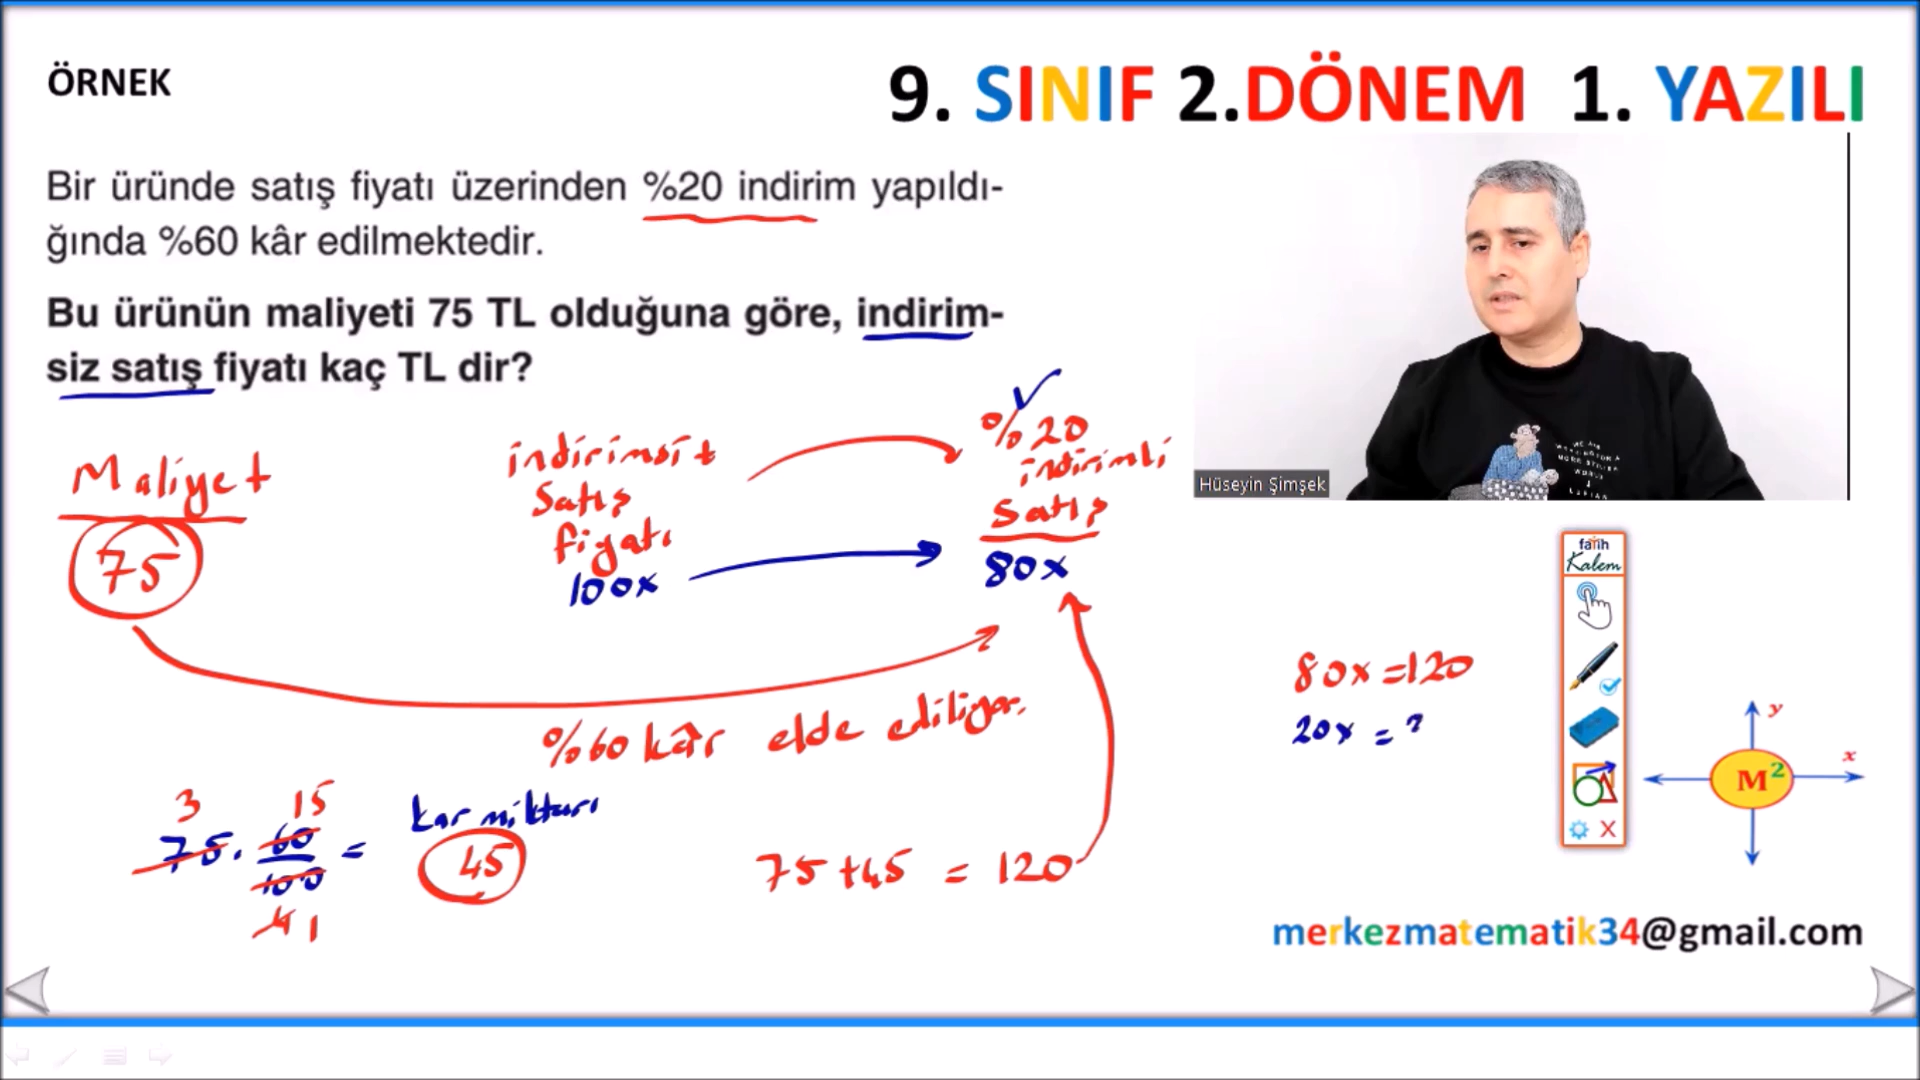 ÖRNEK
9. SINIF 2.DÖNEM 1. YAZILI
Bir üründe satış fiyatı üzerinden %20 indirim yapıldı-
ğında %60 kâr edilmektedir.
Bu ürünün maliyeti 75 TL olduğuna göre, indirim-
siz satış fiyatı kaç TL dir?
Maliyet
75
indirimsiz
satış
fiyatı
100x
%20
indirimli
satış
80x
%60 kâr elde ediliyor.
3 15
75 . 60 =
100
4 1
kar miktarı
45
75 + 45 = 120
80x = 120
20x = ?
Hüseyin Şimşek
fatih
Kalem
y
x
M²
merkezmatematik34@gmail.com